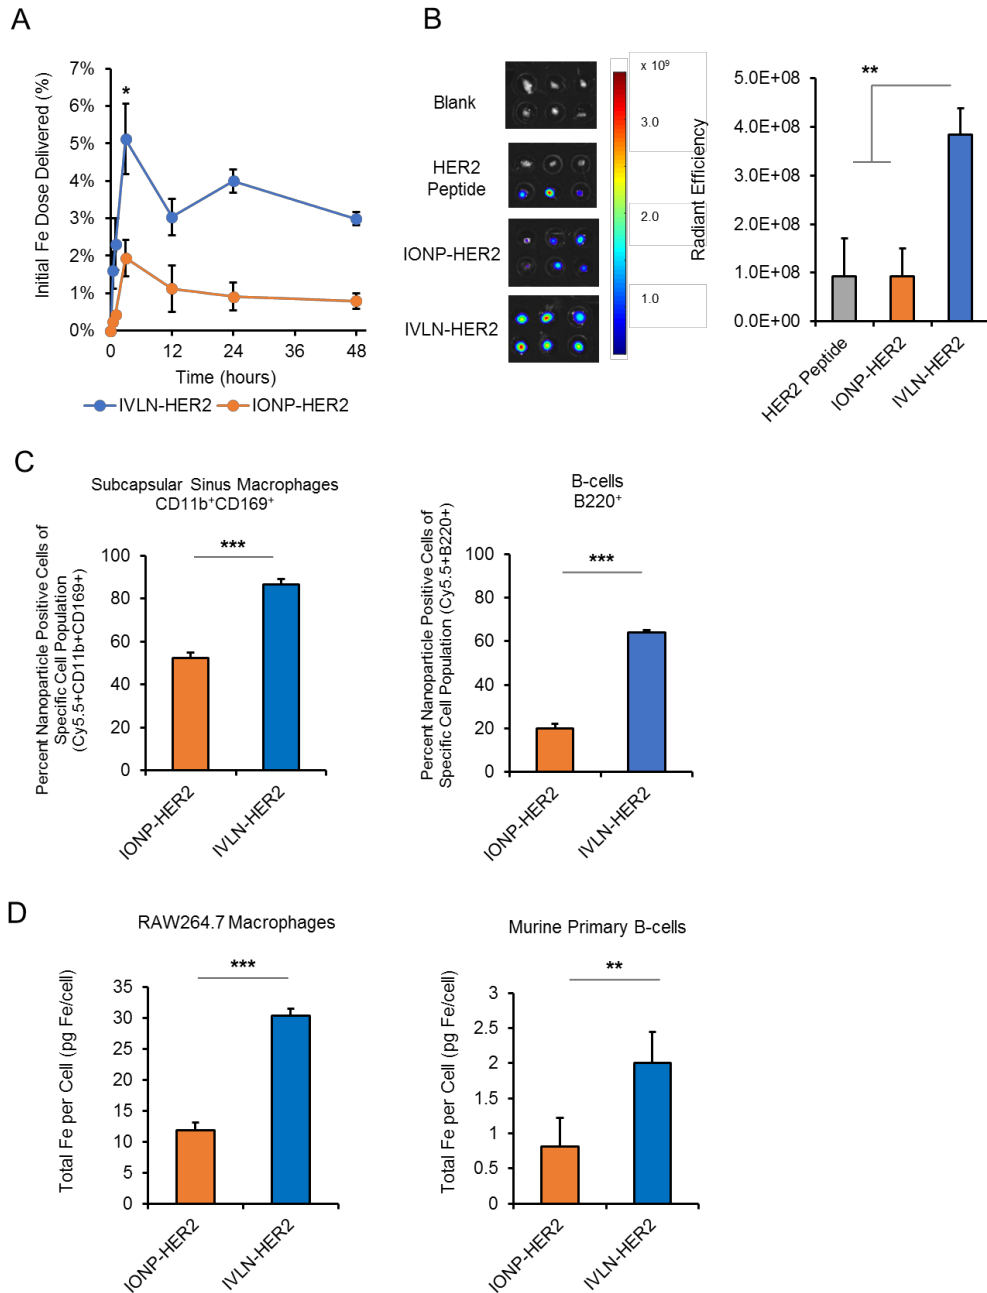 A
Initial Fe Dose Delivered (%)
7%
6%
5%
4%
3%
2%
1%
0%
*
0 12 24 36 48
Time (hours)
IVLN-HER2 IONP-HER2
B
Blank
HER2
Peptide
IONP-HER2
IVLN-HER2
x 10⁹
3.0
2.0
1.0
Radiant Efficiency
5.0E+08
4.0E+08
3.0E+08
2.0E+08
1.0E+08
0.0E+00
**
HER2 Peptide
IONP-HER2
IVLN-HER2
C
Subcapsular Sinus Macrophages
CD11b⁺CD169⁺
Percent Nanoparticle Positive Cells of
Specific Cell Population
(Cy5.5+CD11b+CD169+)
100
80
60
40
20
0
***
IONP-HER2
IVLN-HER2
B-cells
B220⁺
Percent Nanoparticle Positive Cells of
Specific Cell Population (Cy5.5+B220+)
100
80
60
40
20
0
***
IONP-HER2
IVLN-HER2
D
RAW264.7 Macrophages
Total Fe per Cell (pg Fe/cell)
35
30
25
20
15
10
5
0
***
IONP-HER2
IVLN-HER2
Murine Primary B-cells
Total Fe per Cell (pg Fe/cell)
3
2.5
2
1.5
1
0.5
0
**
IONP-HER2
IVLN-HER2